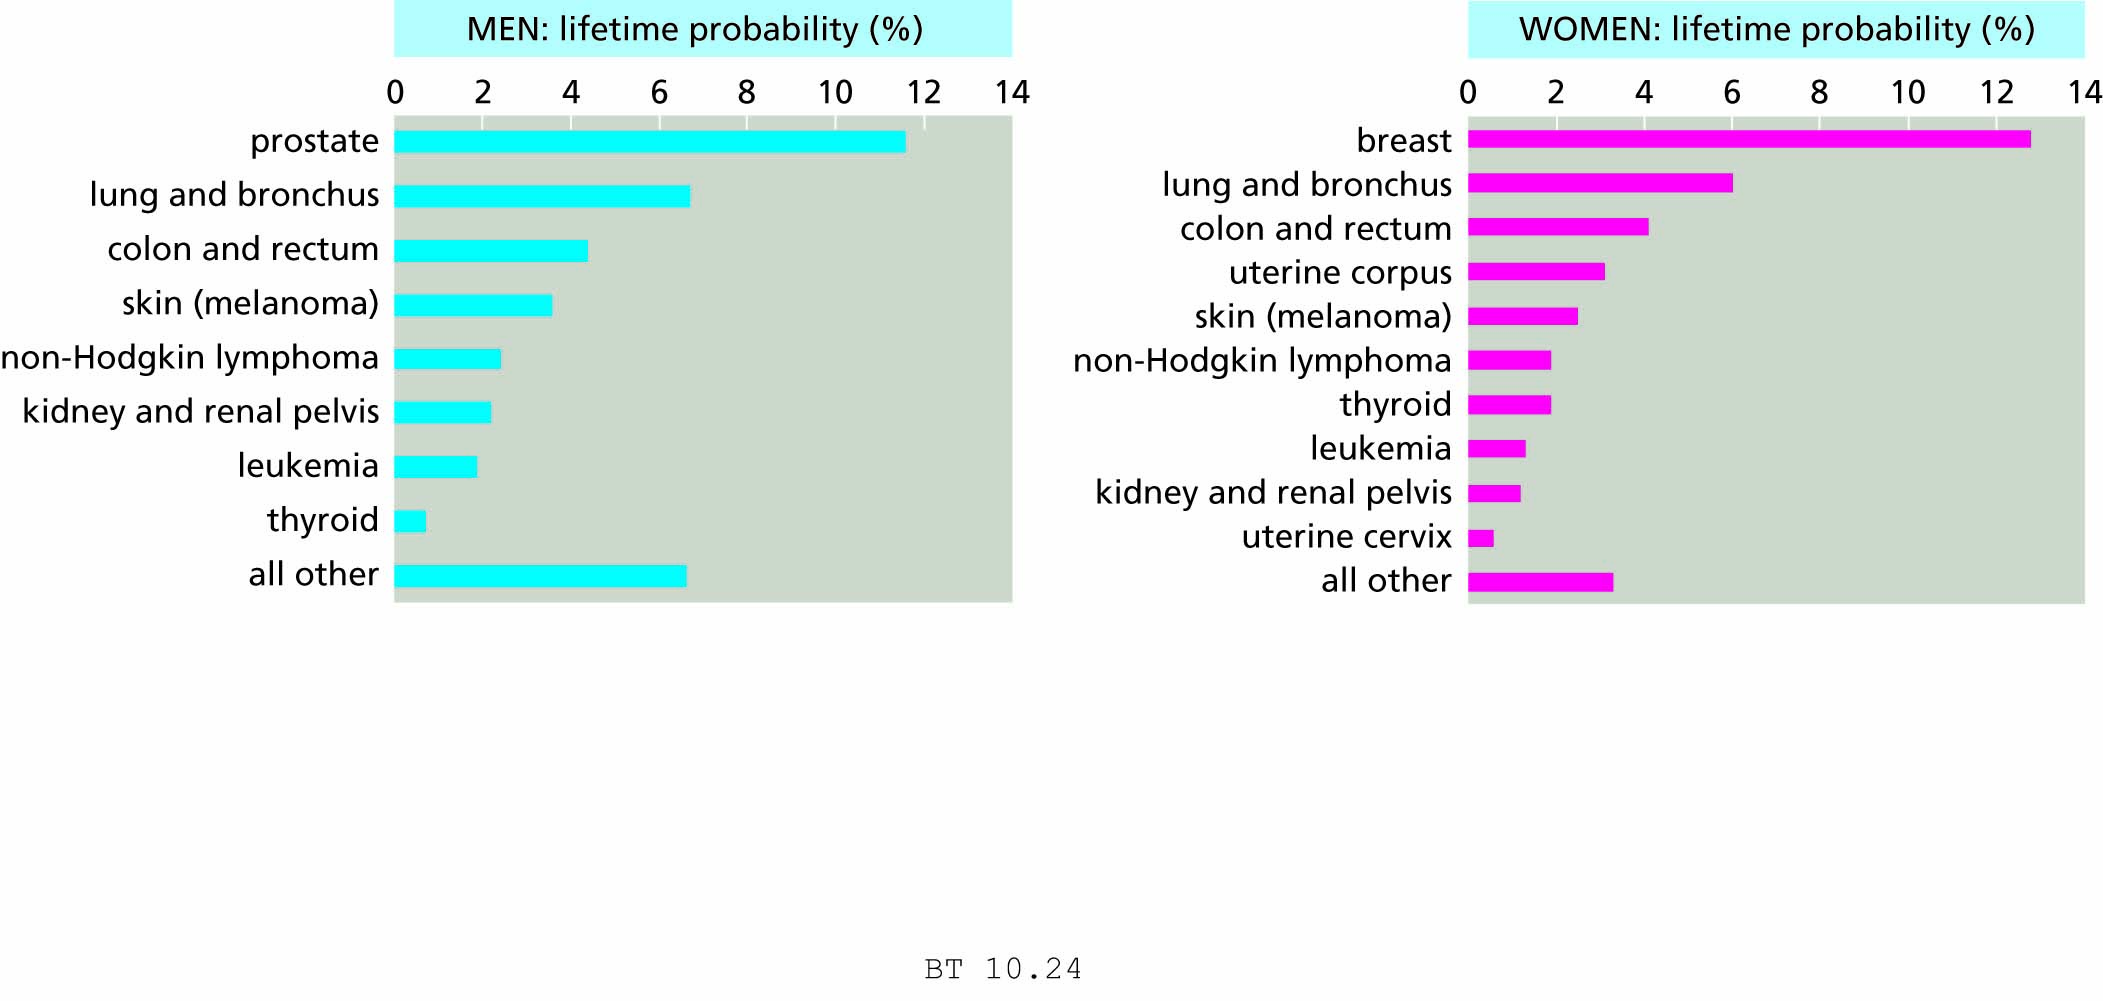 MEN: lifetime probability (%)
0 2 4 6 8 10 12 14
prostate
lung and bronchus
colon and rectum
skin (melanoma)
non-Hodgkin lymphoma
kidney and renal pelvis
leukemia
thyroid
all other
WOMEN: lifetime probability (%)
0 2 4 6 8 10 12 14
breast
lung and bronchus
colon and rectum
uterine corpus
skin (melanoma)
non-Hodgkin lymphoma
thyroid
leukemia
kidney and renal pelvis
uterine cervix
all other
BT 10.24